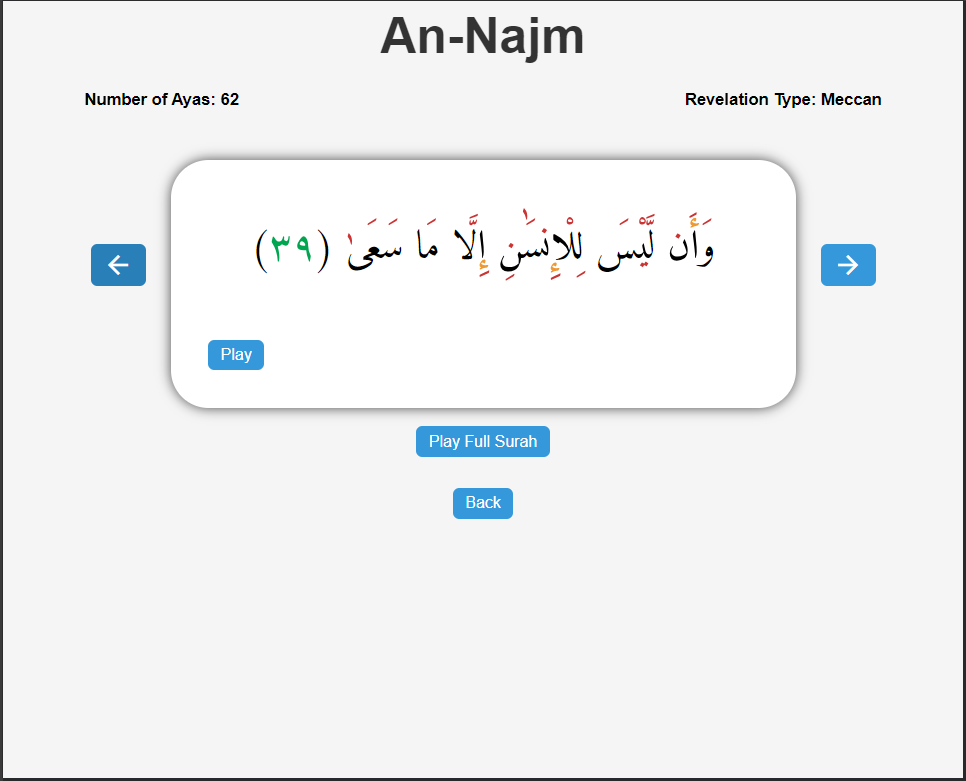 An-Najm
Number of Ayas: 62
Revelation Type: Meccan
وَأَن لَّيْسَ لِلْإِنسَٰنِ إِلَّا مَا سَعَىٰ (٣٩)
Play
Play Full Surah
Back